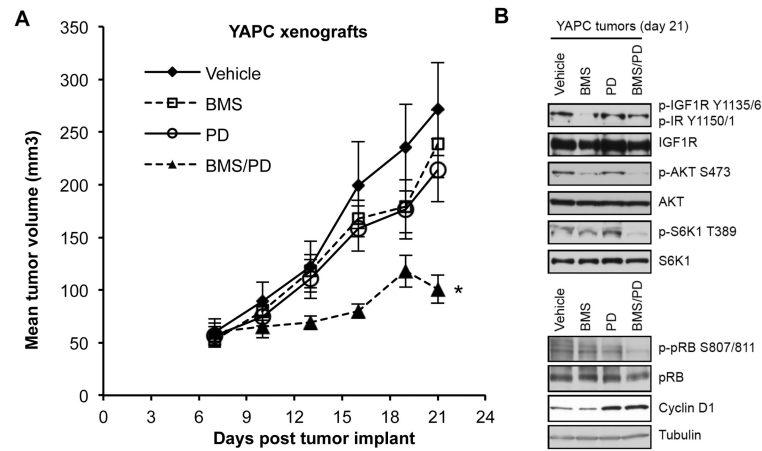 A
YAPC xenografts
Vehicle
BMS
PD
BMS/PD
Mean tumor volume (mm3)
350
300
250
200
150
100
50
0
*
0 3 6 9 12 15 18 21 24
Days post tumor implant
B
YAPC tumors (day 21)
Vehicle BMS PD BMS/PD
p-IGF1R Y1135/6
p-IR Y1150/1
IGF1R
p-AKT S473
AKT
p-S6K1 T389
S6K1
Vehicle BMS PD BMS/PD
p-pRB S807/811
pRB
Cyclin D1
Tubulin